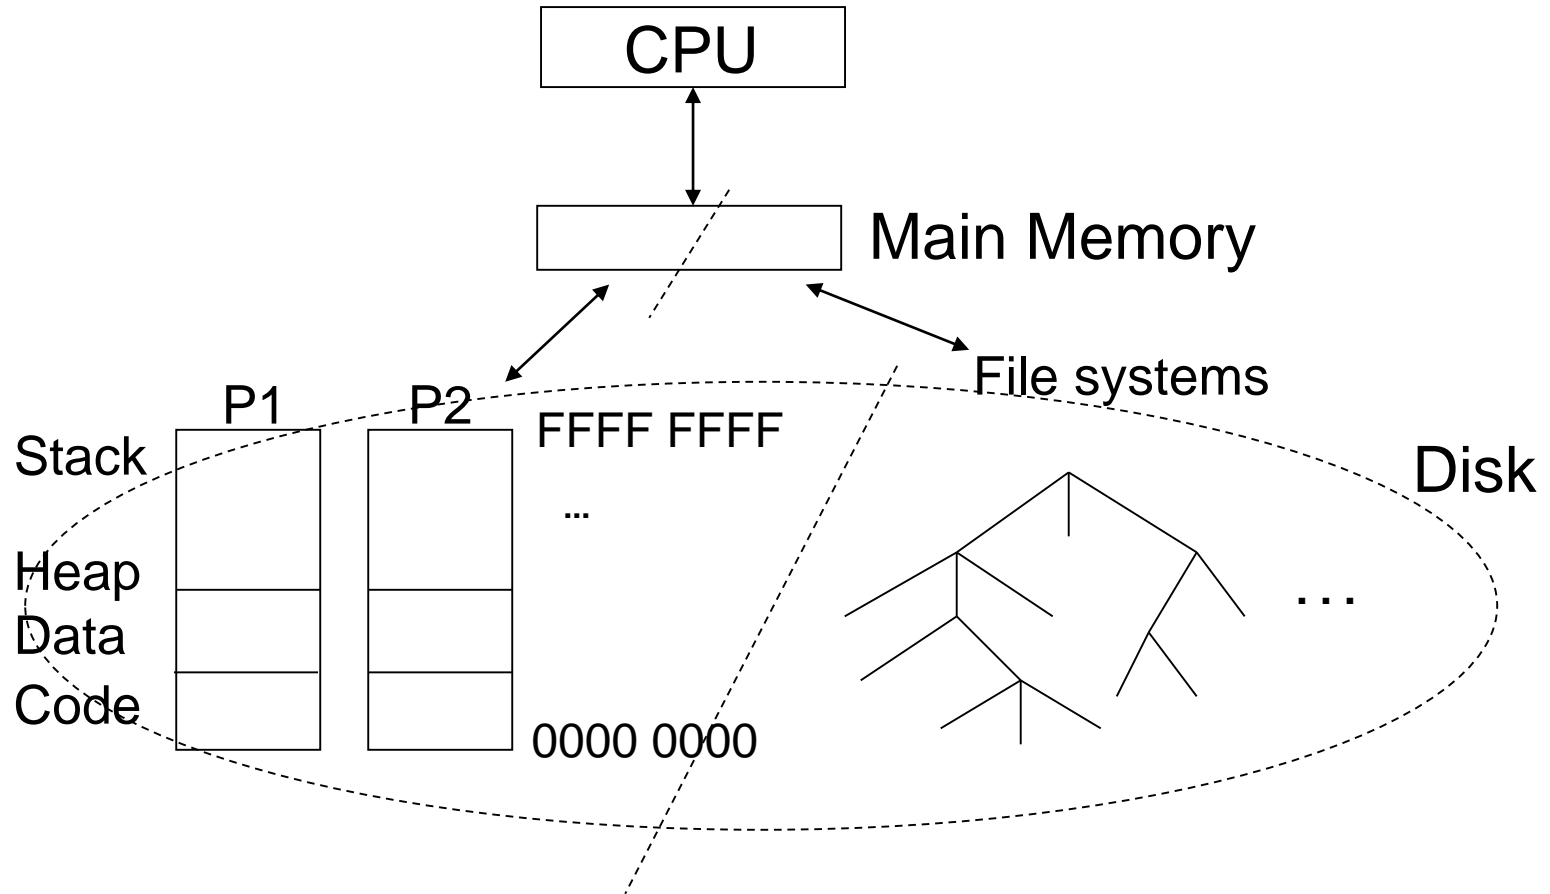 CPU
Main Memory
File systems
P1
P2
FFFF FFFF
Stack
Disk
...
Heap
. . .
Data
Code
0000 0000